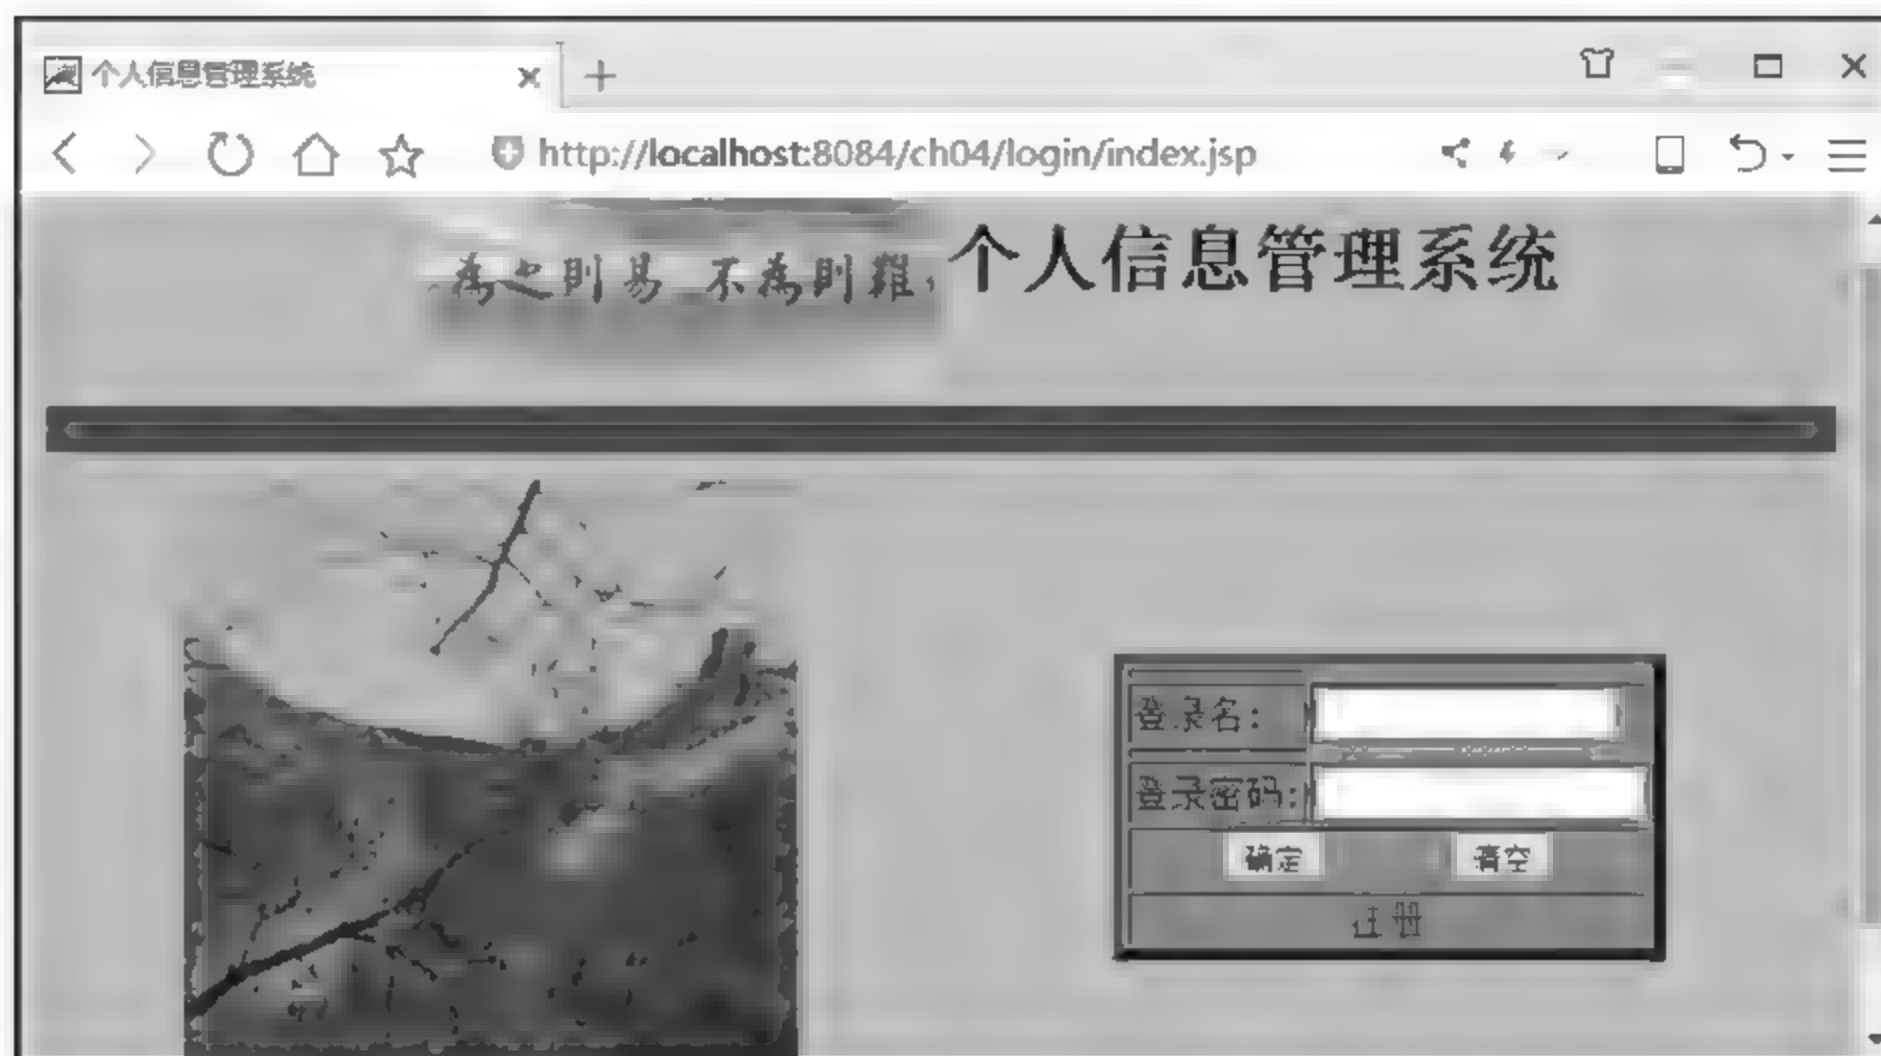 个人信息管理系统
http://localhost:8084/ch04/login/index.jsp
為之則易 不為則難
个人信息管理系统
登录名:
登录密码:
确定 清空
注册